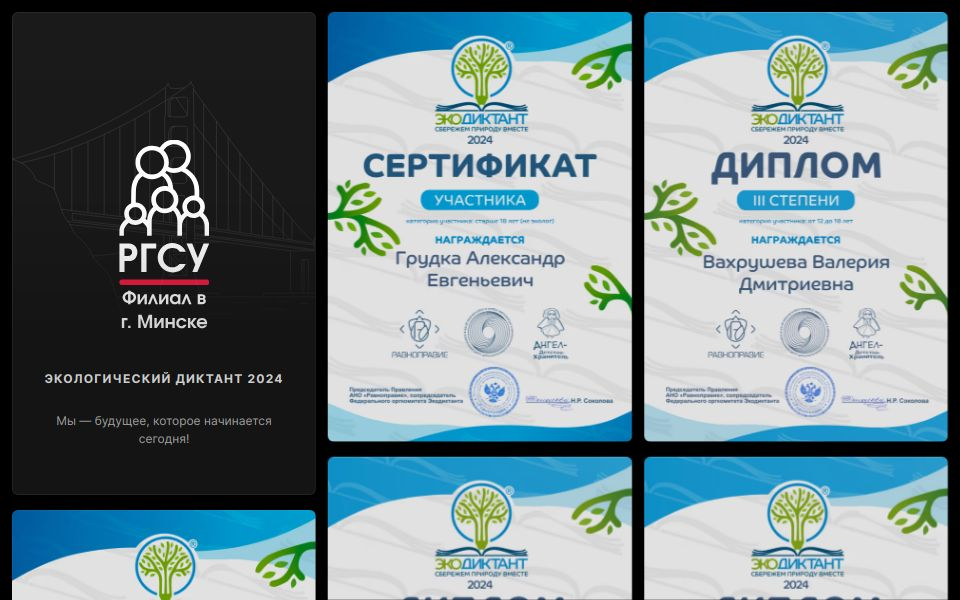 РГСУ
Филиал в
г. Минске
ЭКОЛОГИЧЕСКИЙ ДИКТАНТ 2024
Мы — будущее, которое начинается
сегодня!
ЭКОДИКТАНТ
СБЕРЕЖЕМ ПРИРОДУ ВМЕСТЕ
2024
СЕРТИФИКАТ
УЧАСТНИКА
категория участника: старше 18 лет (не эколог)
НАГРАЖДАЕТСЯ
Грудка Александр
Евгеньевич
РАВНОПРАВИЕ
АНГЕЛ-
Детства
Хранитель
Председатель Правления
АНО «Равноправие», сопредседатель
Федерального оргкомитета Экодиктанта
Н.Р. Соколова
ЭКОДИКТАНТ
СБЕРЕЖЕМ ПРИРОДУ ВМЕСТЕ
2024
ДИПЛОМ
III СТЕПЕНИ
категория участника: от 12 до 18 лет
НАГРАЖДАЕТСЯ
Вахрушева Валерия
Дмитриевна
РАВНОПРАВИЕ
АНГЕЛ-
Детства
Хранитель
Председатель Правления
АНО «Равноправие», сопредседатель
Федерального оргкомитета Экодиктанта
Н.Р. Соколова
ЭКОДИКТАНТ
СБЕРЕЖЕМ ПРИРОДУ ВМЕСТЕ
2024
ДИПЛОМ
ЭКОДИКТАНТ
СБЕРЕЖЕМ ПРИРОДУ ВМЕСТЕ
2024
ДИПЛОМ